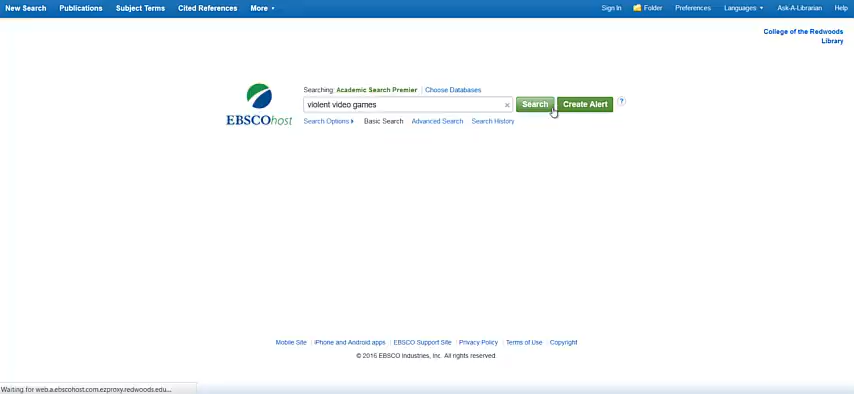 New Search Publications Subject Terms Cited References More Sign In Folder Preferences Languages Ask-A-Librarian Help
College of the Redwoods
Library
Searching: Academic Search Premier Choose Databases
EBSCOhost
violent video games × Search Create Alert ?
Search Options Basic Search Advanced Search Search History
Mobile Site iPhone and Android apps EBSCO Support Site Privacy Policy Terms of Use Copyright
© 2016 EBSCO Industries, Inc. All rights reserved.
Waiting for web.a.ebscohost.com.ezproxy.redwoods.edu...